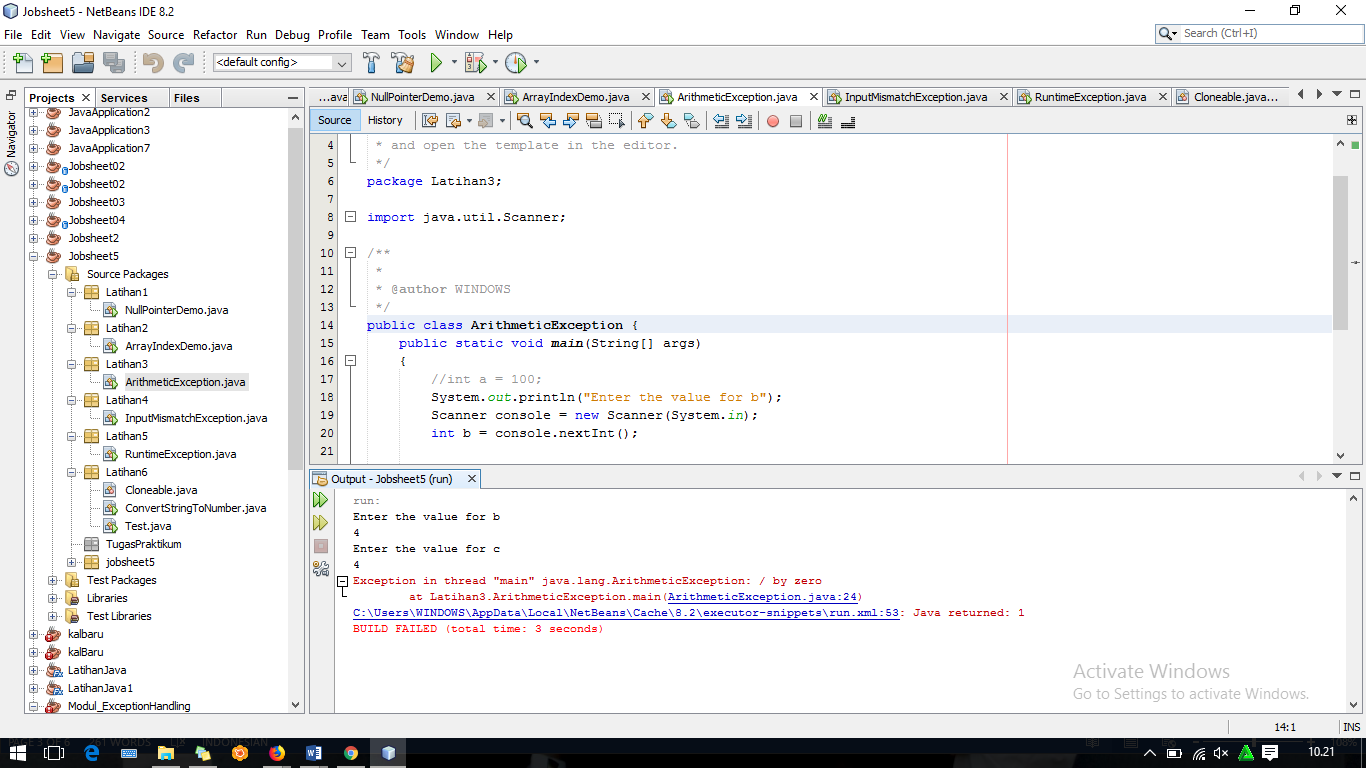 Jobsheet5 - NetBeans IDE 8.2
File Edit View Navigate Source Refactor Run Debug Profile Team Tools Window Help
Search (Ctrl+I)
<default config>
Projects Services Files
Navigator
JavaApplication2
JavaApplication3
JavaApplication7
Jobsheet02
Jobsheet02
Jobsheet03
Jobsheet04
Jobsheet2
Jobsheet5
Source Packages
Latihan1
NullPointerDemo.java
Latihan2
ArrayIndexDemo.java
Latihan3
ArithmeticException.java
Latihan4
InputMismatchException.java
Latihan5
RuntimeException.java
Latihan6
Cloneable.java
ConvertStringToNumber.java
Test.java
TugasPraktikum
jobsheet5
Test Packages
Libraries
Test Libraries
kalbaru
kalBaru
LatihanJava
LatihanJava1
Modul_ExceptionHandling
...ava NullPointerDemo.java ArrayIndexDemo.java ArithmeticException.java InputMismatchException.java RuntimeException.java Cloneable.java...
Source History
4 * and open the template in the editor.
5 */
6 package Latihan3;
7
8 import java.util.Scanner;
9
10 /**
11 *
12 * @author WINDOWS
13 */
14 public class ArithmeticException {
15 public static void main(String[] args)
16 {
17 //int a = 100;
18 System.out.println("Enter the value for b");
19 Scanner console = new Scanner(System.in);
20 int b = console.nextInt();
21
Output - Jobsheet5 (run)
run:
Enter the value for b
4
Enter the value for c
4
Exception in thread "main" java.lang.ArithmeticException: / by zero
at Latihan3.ArithmeticException.main(ArithmeticException.java:24)
C:\Users\WINDOWS\AppData\Local\NetBeans\Cache\8.2\executor-snippets\run.xml:53: Java returned: 1
BUILD FAILED (total time: 3 seconds)
Activate Windows
Go to Settings to activate Windows.
14:1 INS
10.21